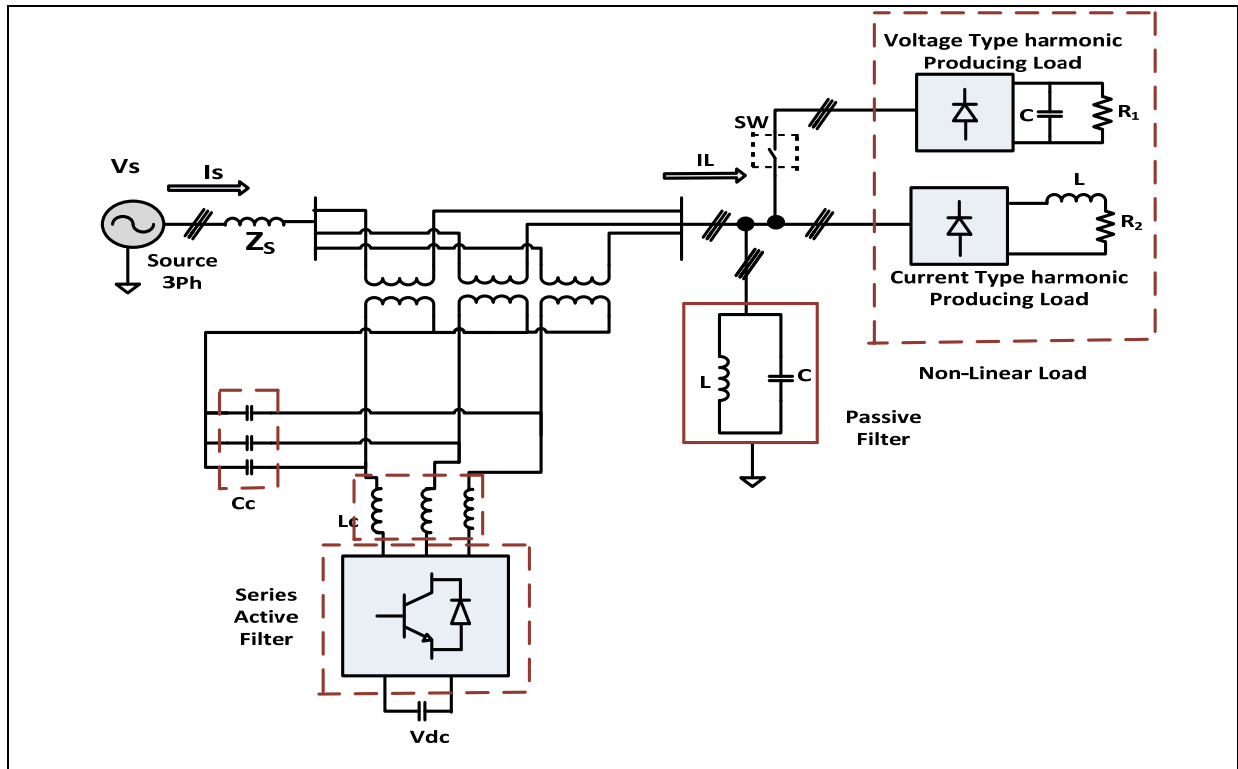 Voltage Type harmonic
Producing Load
C
R₁
SW
Vs
Is
IL
L
R₂
Zs
Source
3Ph
Current Type harmonic
Producing Load
Non-Linear Load
L
C
Passive
Filter
Cc
Lc
Series
Active
Filter
Vdc